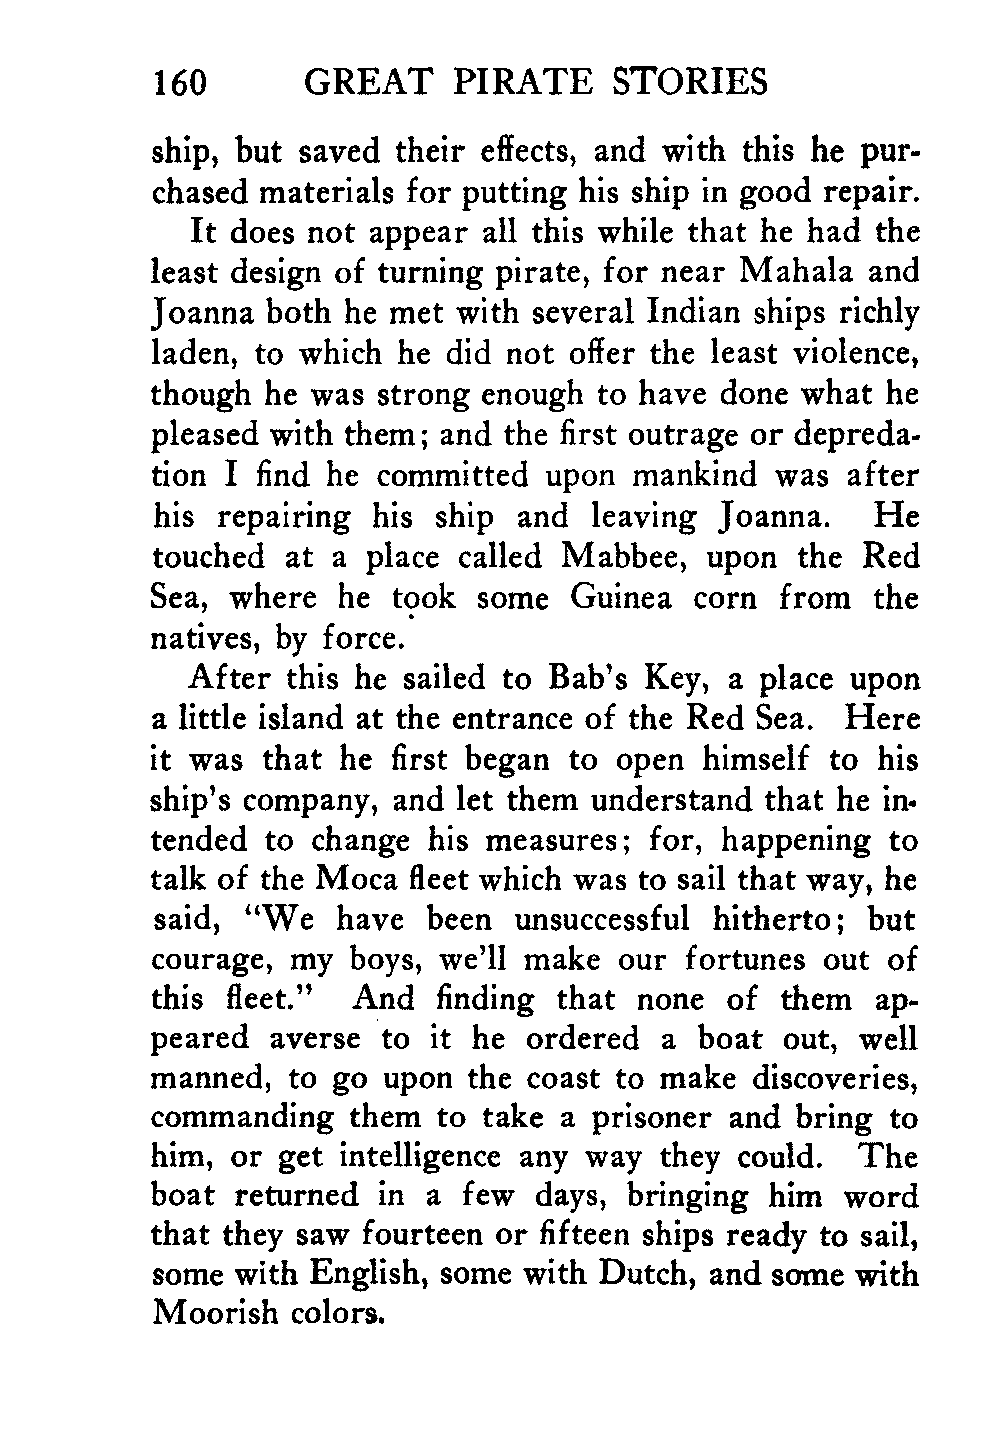 160 GREAT PIRATE STORIES
ship, but saved their effects, and with this he pur-
chased materials for putting his ship in good repair.
It does not appear all this while that he had the
least design of turning pirate, for near Mahala and
Joanna both he met with several Indian ships richly
laden, to which he did not offer the least violence,
though he was strong enough to have done what he
pleased with them; and the first outrage or depreda-
tion I find he committed upon mankind was after
his repairing his ship and leaving Joanna. He
touched at a place called Mabbee, upon the Red
Sea, where he took some Guinea corn from the
natives, by force.
After this he sailed to Bab's Key, a place upon
a little island at the entrance of the Red Sea. Here
it was that he first began to open himself to his
ship's company, and let them understand that he in-
tended to change his measures; for, happening to
talk of the Moca fleet which was to sail that way, he
said, "We have been unsuccessful hitherto; but
courage, my boys, we'll make our fortunes out of
this fleet." And finding that none of them ap-
peared averse to it he ordered a boat out, well
manned, to go upon the coast to make discoveries,
commanding them to take a prisoner and bring to
him, or get intelligence any way they could. The
boat returned in a few days, bringing him word
that they saw fourteen or fifteen ships ready to sail,
some with English, some with Dutch, and some with
Moorish colors.